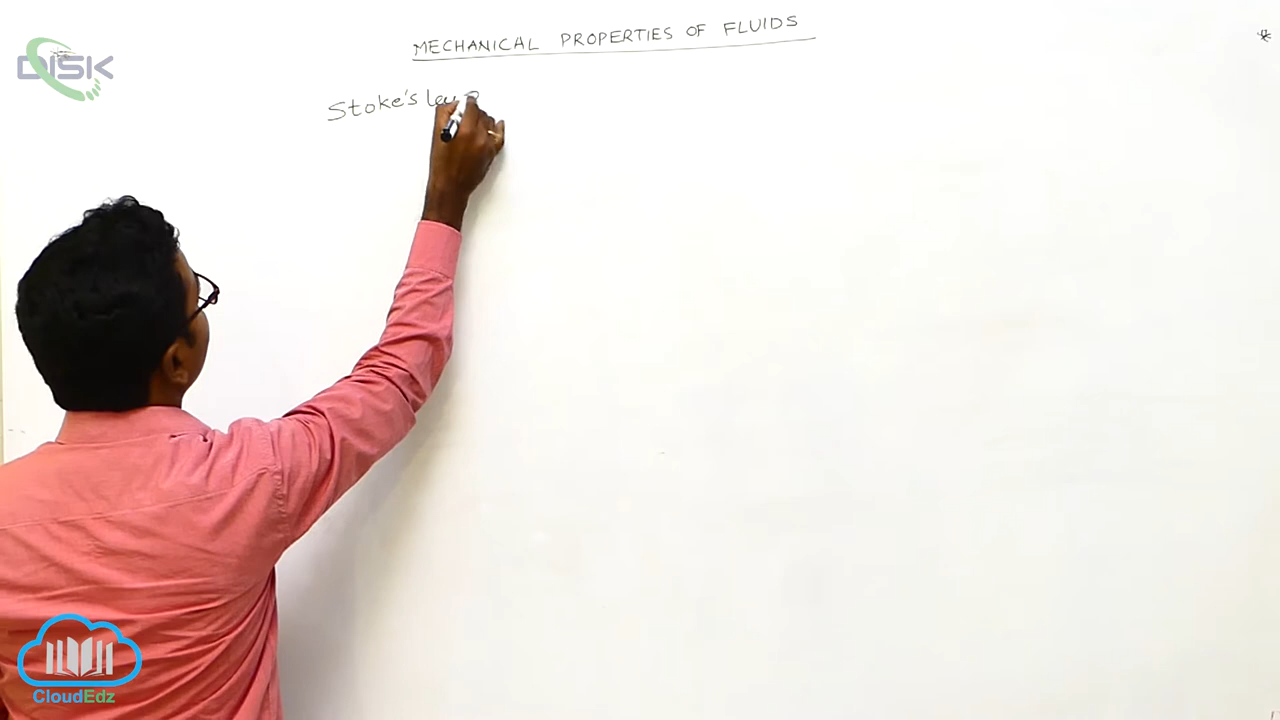 DISK
MECHANICAL PROPERTIES OF FLUIDS
*
Stoke's
CloudEdz